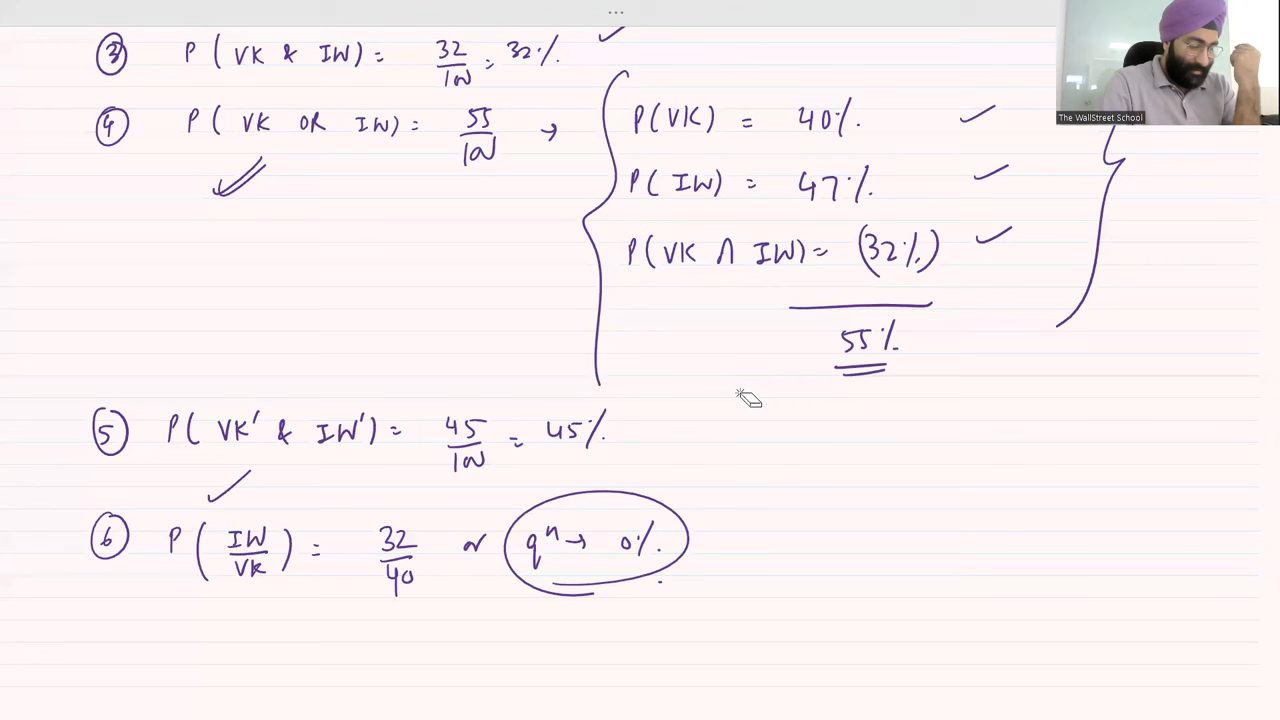 ...
③ P ( VK & IW ) = 32/100 = 32%. ✓
④ P ( VK OR IW ) = 55/100 →
P(VK) = 40%. ✓
P( IW ) = 47%. ✓
P( VK ∩ IW ) = (32%.) ✓
55%.
⑤ P( VK' & IW' ) = 45/100 = 45%.
⑥ P ( IW/VK ) = 32/40 or qⁿ → 0%.
The WallStreet School